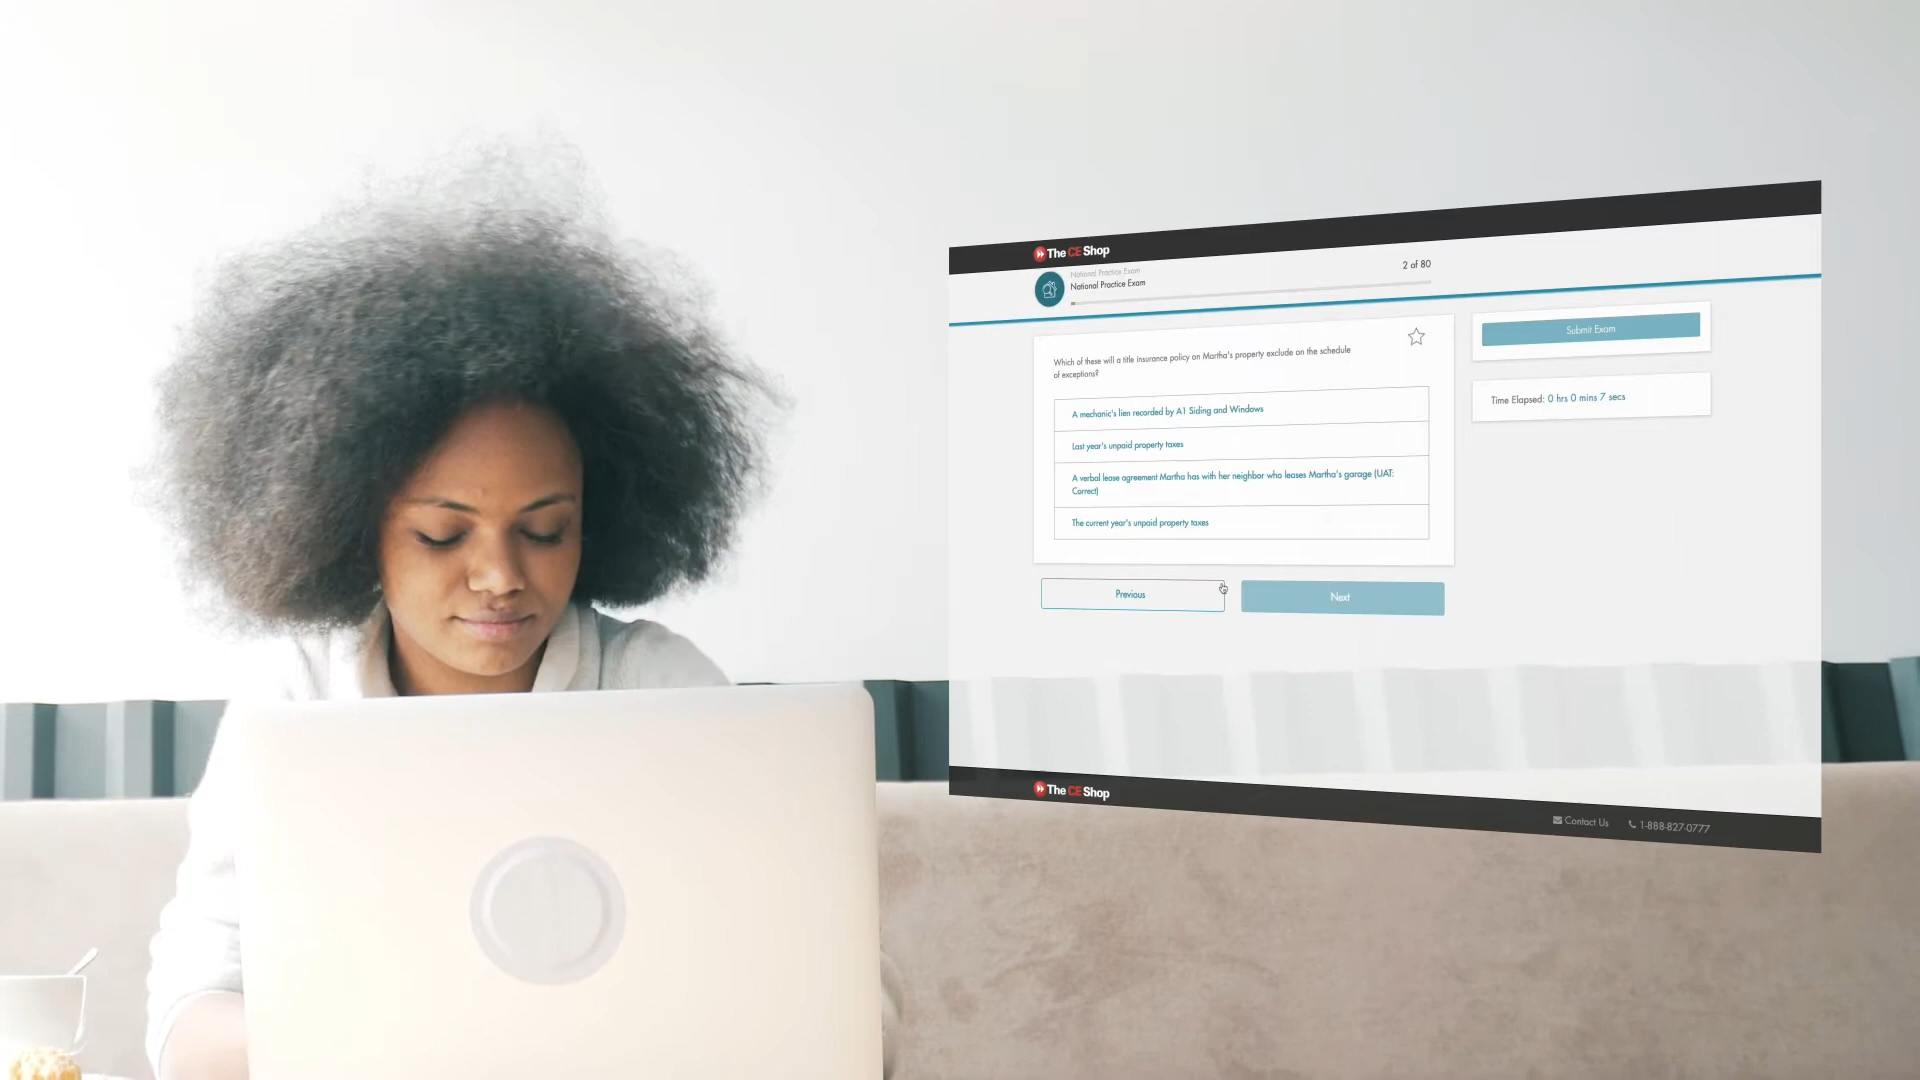 The CE Shop
National Practice Exam
National Practice Exam
2 of 80
Which of these will a title insurance policy on Martha's property exclude on the schedule
of exceptions?
A mechanic's lien recorded by A1 Siding and Windows
Last year's unpaid property taxes
A verbal lease agreement Martha has with her neighbor who leases Martha's garage (UAT:
Correct)
The current year's unpaid property taxes
Previous
Next
Submit Exam
Time Elapsed: 0 hrs 0 mins 7 secs
The CE Shop
Contact Us
1-888-827-0777